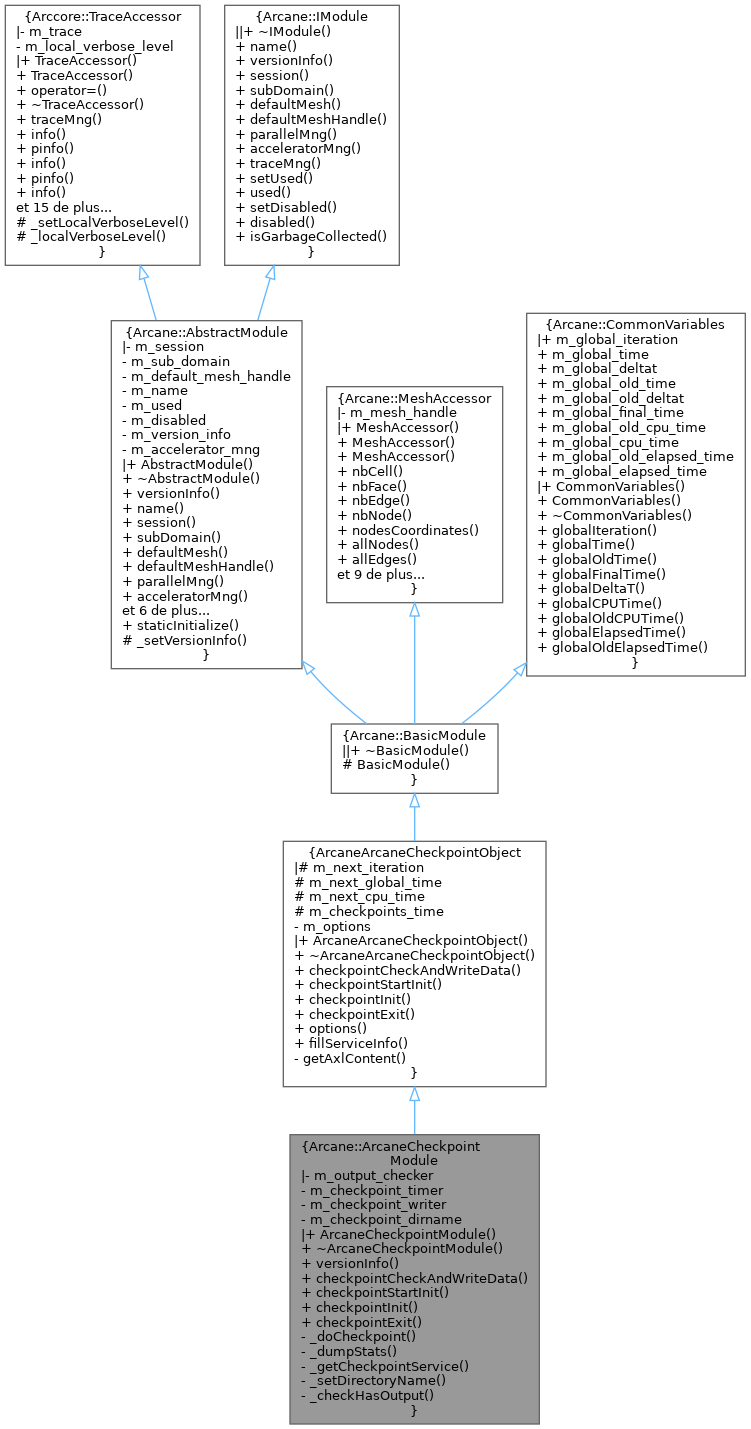 {Arccore::TraceAccessor
|- m_trace
- m_local_verbose_level
|+ TraceAccessor()
+ TraceAccessor()
+ operator=()
+ ~TraceAccessor()
+ traceMng()
+ info()
+ pinfo()
+ info()
+ pinfo()
+ info()
et 15 de plus...
# _setLocalVerboseLevel()
# _localVerboseLevel()
}
{Arcane::IModule
||+ ~IModule()
+ name()
+ versionInfo()
+ session()
+ subDomain()
+ defaultMesh()
+ defaultMeshHandle()
+ parallelMng()
+ acceleratorMng()
+ traceMng()
+ setUsed()
+ used()
+ setDisabled()
+ disabled()
+ isGarbageCollected()
}
{Arcane::AbstractModule
|- m_session
- m_sub_domain
- m_default_mesh_handle
- m_name
- m_used
- m_disabled
- m_version_info
- m_accelerator_mng
|+ AbstractModule()
+ ~AbstractModule()
+ versionInfo()
+ name()
+ session()
+ subDomain()
+ defaultMesh()
+ defaultMeshHandle()
+ parallelMng()
+ acceleratorMng()
et 6 de plus...
+ staticInitialize()
# _setVersionInfo()
}
{Arcane::MeshAccessor
|- m_mesh_handle
|+ MeshAccessor()
+ MeshAccessor()
+ MeshAccessor()
+ nbCell()
+ nbFace()
+ nbEdge()
+ nbNode()
+ nodesCoordinates()
+ allNodes()
+ allEdges()
et 9 de plus...
}
{Arcane::CommonVariables
|+ m_global_iteration
+ m_global_time
+ m_global_deltat
+ m_global_old_time
+ m_global_old_deltat
+ m_global_final_time
+ m_global_old_cpu_time
+ m_global_cpu_time
+ m_global_old_elapsed_time
+ m_global_elapsed_time
|+ CommonVariables()
+ CommonVariables()
+ ~CommonVariables()
+ globalIteration()
+ globalTime()
+ globalOldTime()
+ globalFinalTime()
+ globalDeltaT()
+ globalCPUTime()
+ globalOldCPUTime()
+ globalElapsedTime()
+ globalOldElapsedTime()
}
{Arcane::BasicModule
||+ ~BasicModule()
# BasicModule()
}
{ArcaneArcaneCheckpointObject
|# m_next_iteration
# m_next_global_time
# m_next_cpu_time
# m_checkpoints_time
- m_options
|+ ArcaneArcaneCheckpointObject()
+ ~ArcaneArcaneCheckpointObject()
+ checkpointCheckAndWriteData()
+ checkpointStartInit()
+ checkpointInit()
+ checkpointExit()
+ options()
+ fillServiceInfo()
- getAxlContent()
}
{Arcane::ArcaneCheckpoint
Module
|- m_output_checker
- m_checkpoint_timer
- m_checkpoint_writer
- m_checkpoint_dirname
|+ ArcaneCheckpointModule()
+ ~ArcaneCheckpointModule()
+ versionInfo()
+ checkpointCheckAndWriteData()
+ checkpointStartInit()
+ checkpointInit()
+ checkpointExit()
- _doCheckpoint()
- _dumpStats()
- _getCheckpointService()
- _setDirectoryName()
- _checkHasOutput()
}